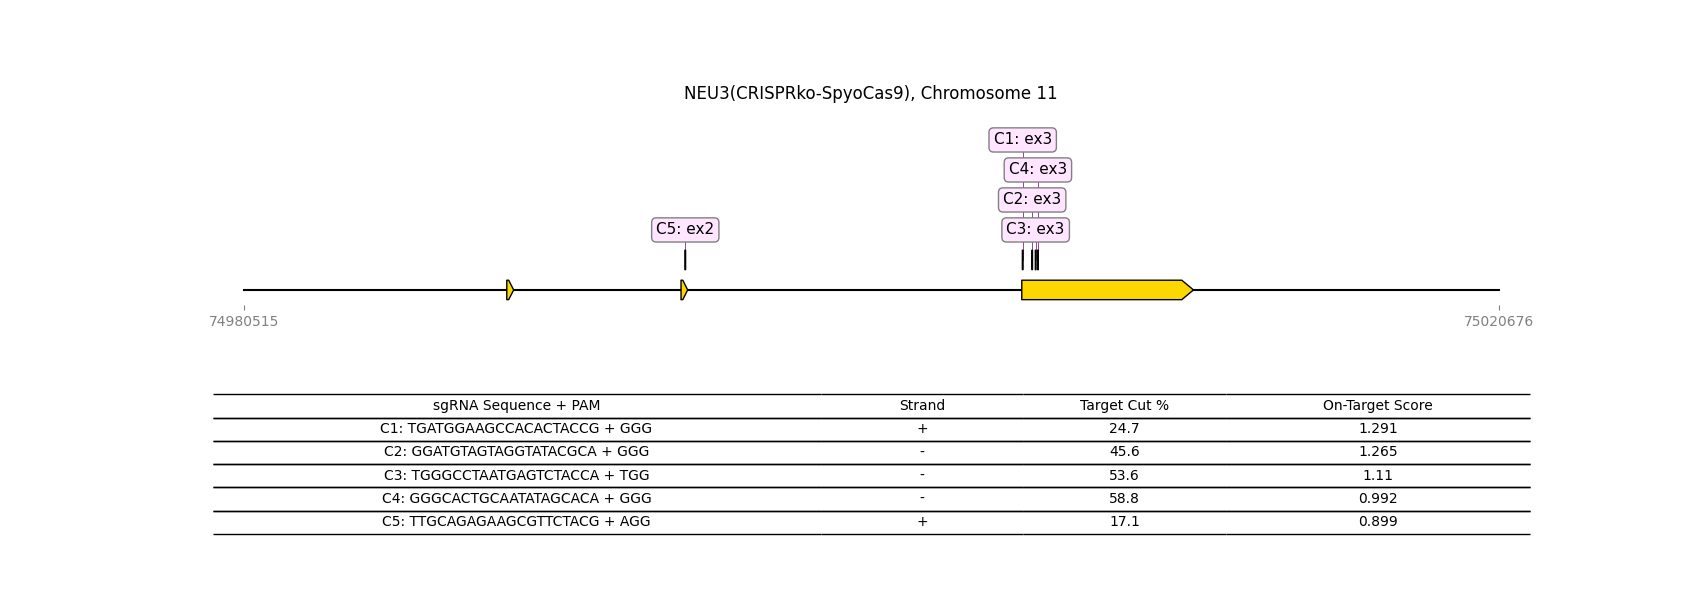 NEU3(CRISPRko-SpyoCas9), Chromosome 11
C1: ex3
C4: ex3
C2: ex3
C5: ex2
C3: ex3
74980515
75020676
sgRNA Sequence + PAM Strand Target Cut % On-Target Score
C1: TGATGGAAGCCACACTACCG + GGG + 24.7 1.291
C2: GGATGTAGTAGGTATACGCA + GGG - 45.6 1.265
C3: TGGGCCTAATGAGTCTACCA + TGG - 53.6 1.11
C4: GGGCACTGCAATATAGCACA + GGG - 58.8 0.992
C5: TTGCAGAGAAGCGTTCTACG + AGG + 17.1 0.899